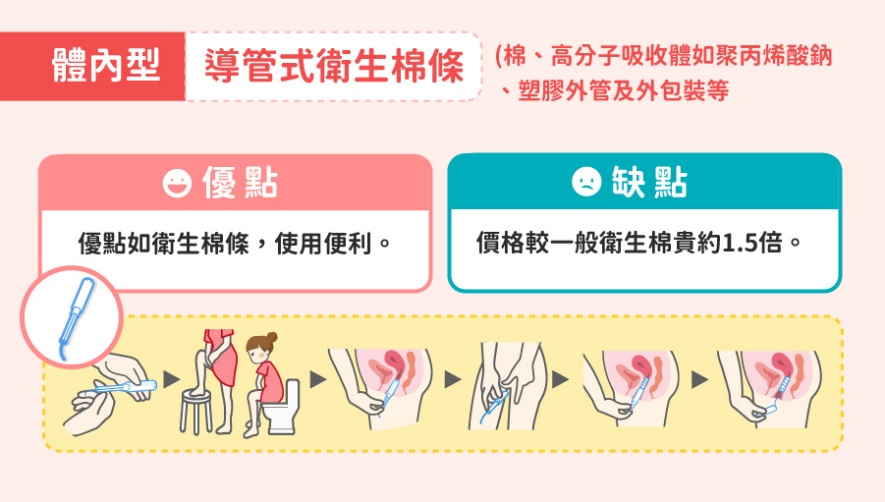 體內型
導管式衛生棉條
(棉、高分子吸收體如聚丙烯酸鈉
、塑膠外管及外包裝等
優點
缺點
優點如衛生棉條，使用便利。
價格較一般衛生棉貴約1.5倍。